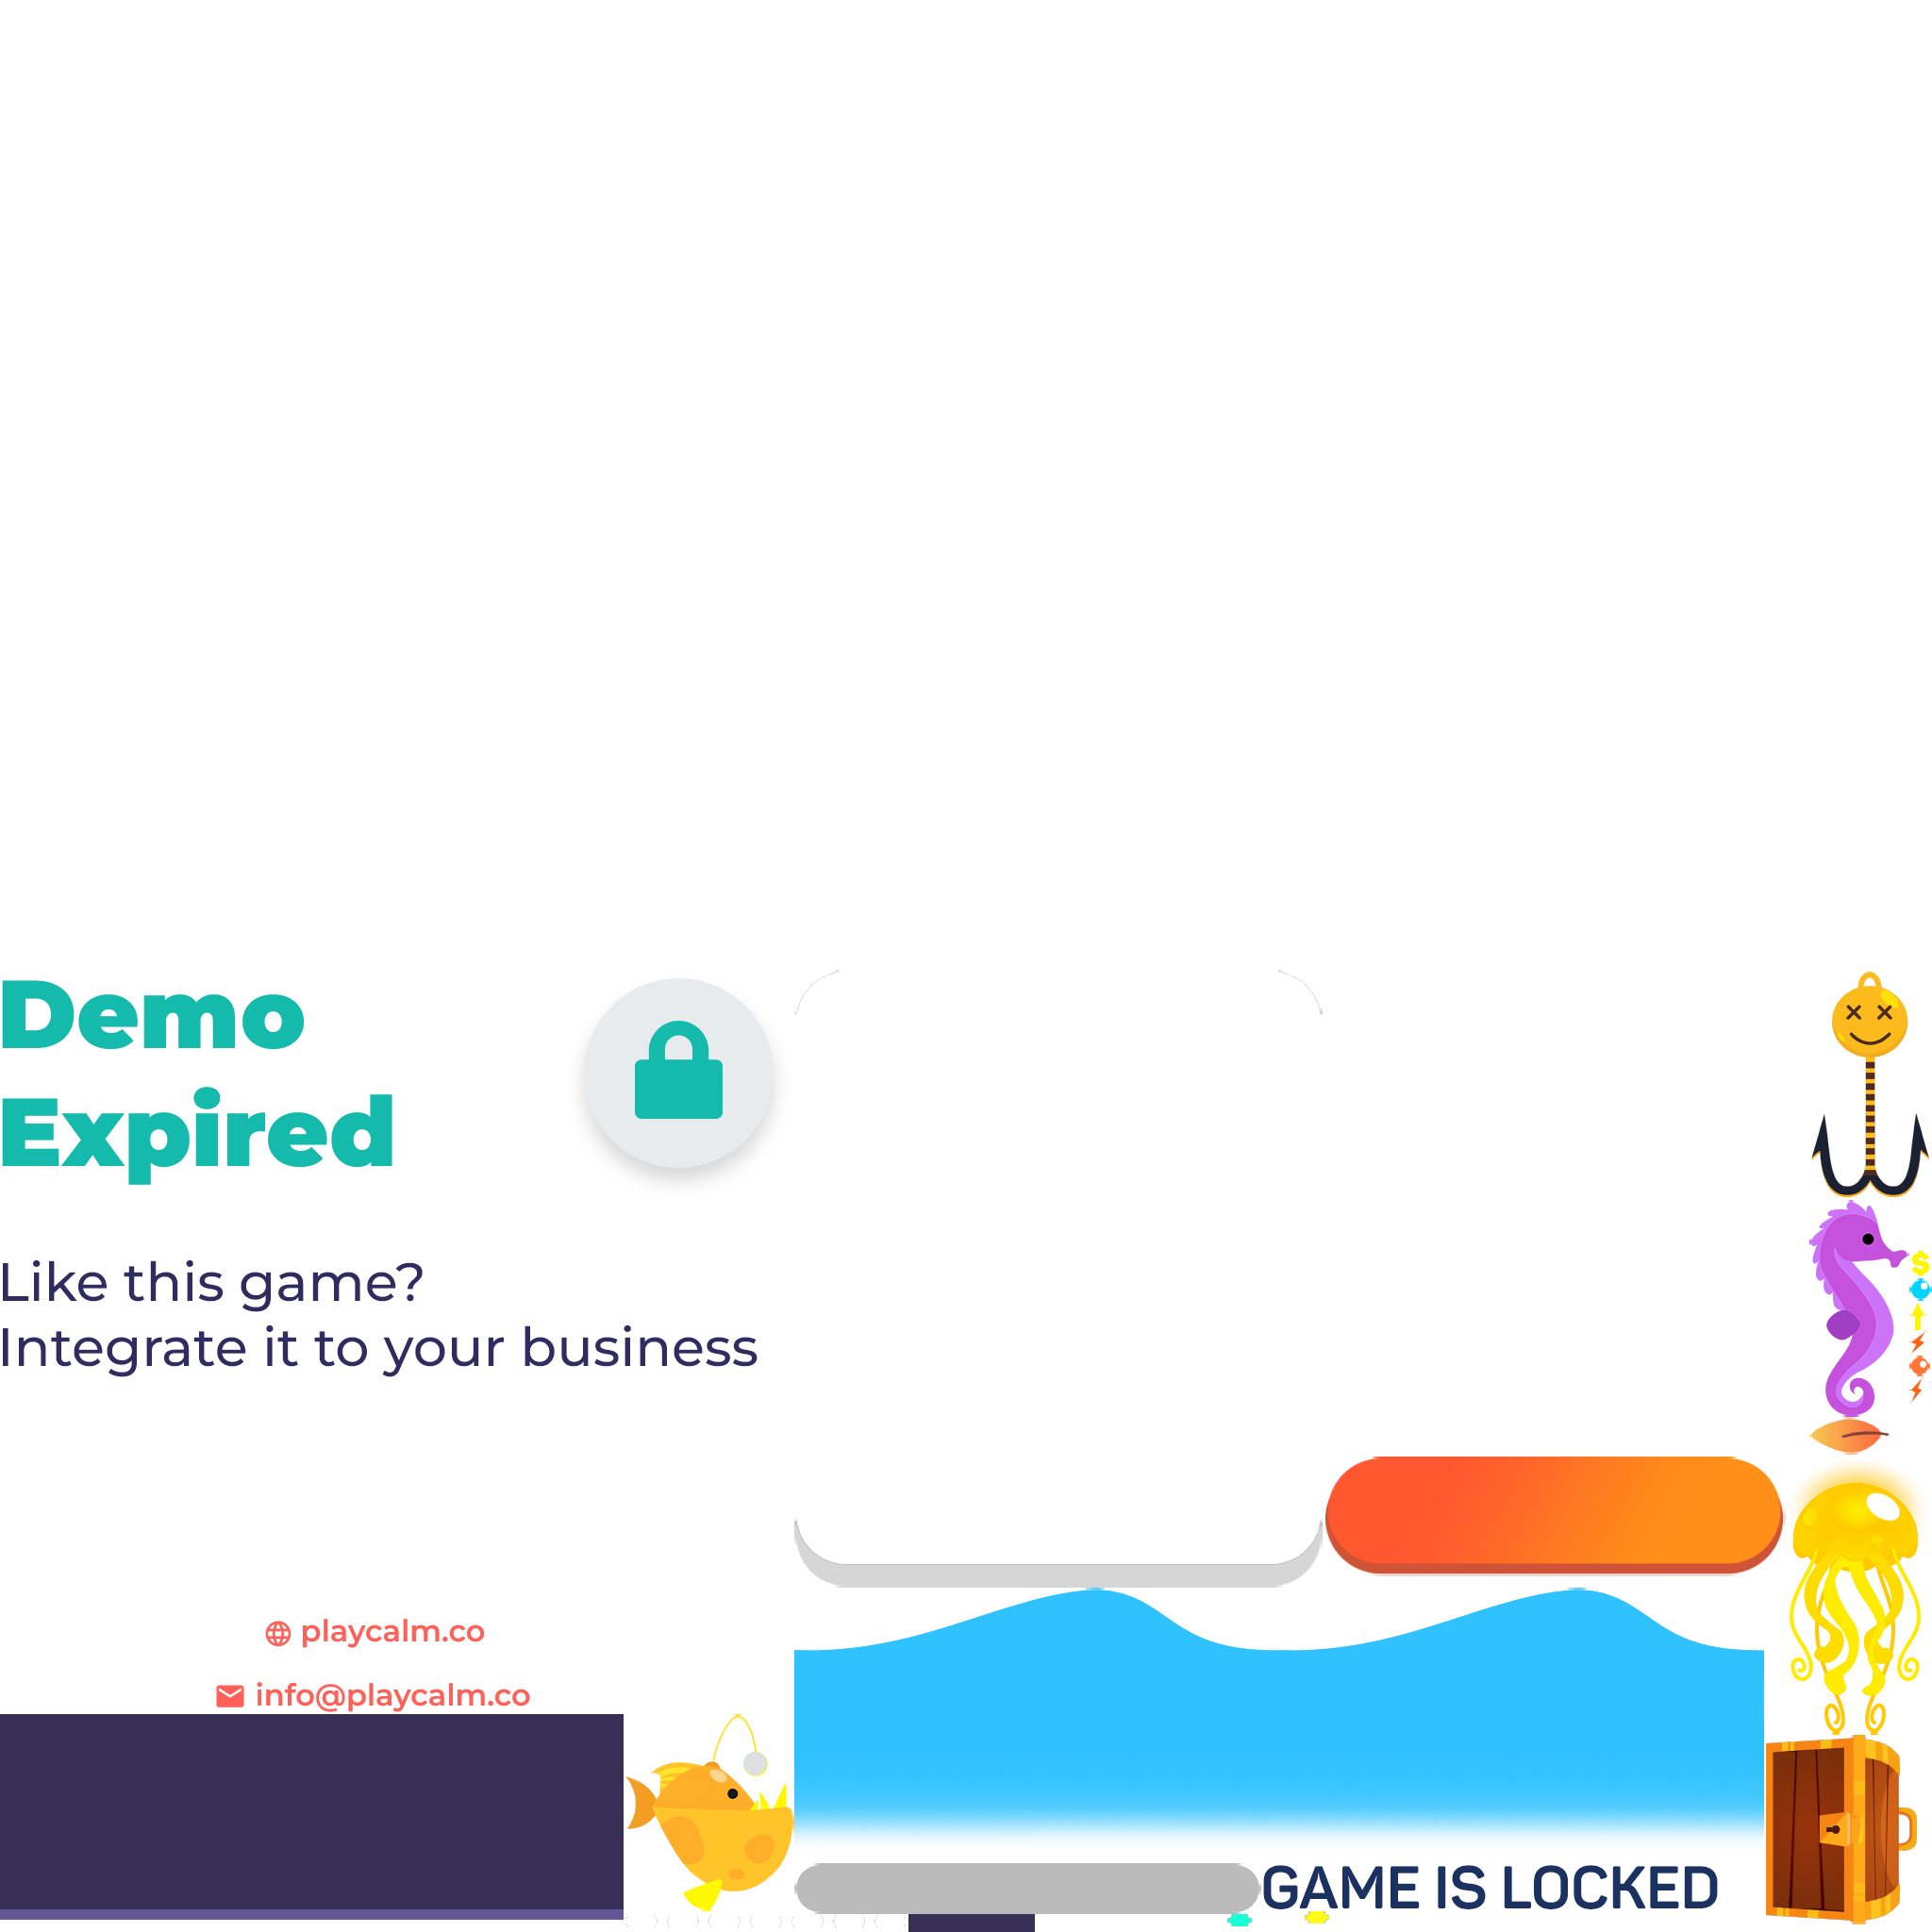 Demo
Expired
Like this game?
Integrate it to your business
playcalm.co
info@playcalm.co
GAME IS LOCKED
$